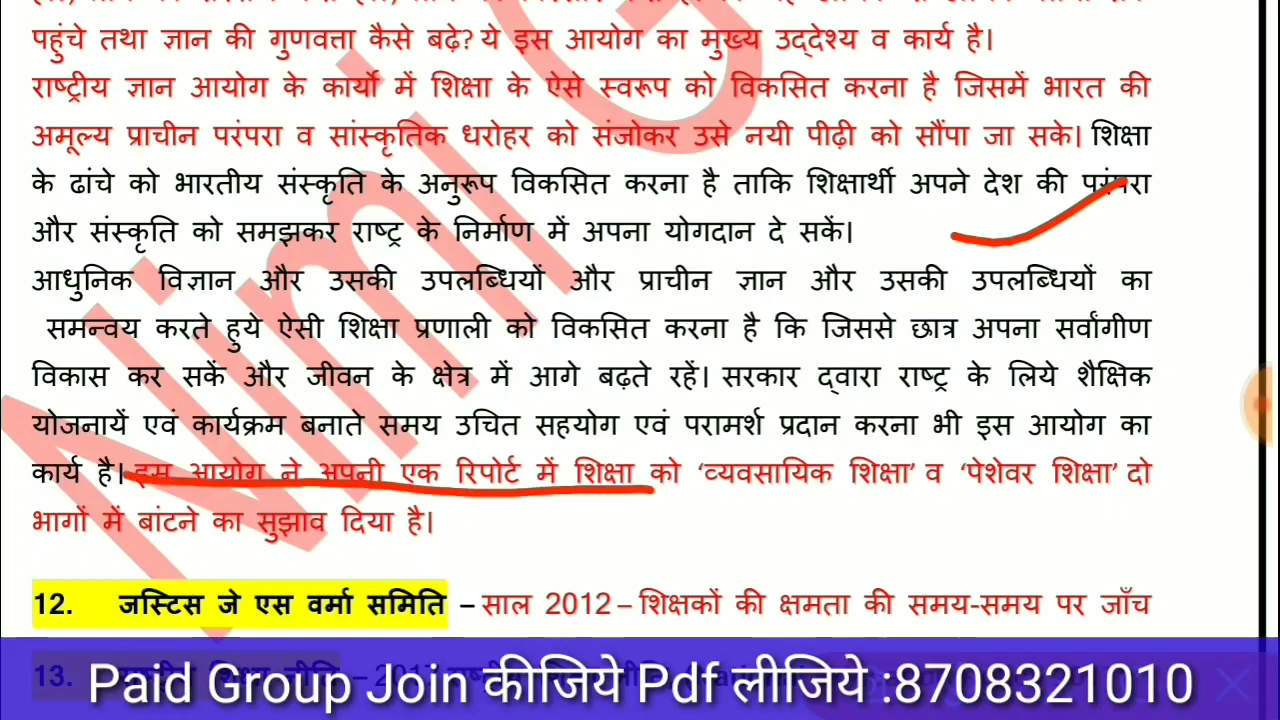 पहुंचे तथा ज्ञान की गुणवत्ता कैसे बढ़े? ये इस आयोग का मुख्य उद्देश्य व कार्य है।
राष्ट्रीय ज्ञान आयोग के कार्यो में शिक्षा के ऐसे स्वरूप को विकसित करना है जिसमें भारत की
अमूल्य प्राचीन परंपरा व सांस्कृतिक धरोहर को संजोकर उसे नयी पीढ़ी को सौंपा जा सके। शिक्षा
के ढांचे को भारतीय संस्कृति के अनुरूप विकसित करना है ताकि शिक्षार्थी अपने देश की परंपरा
और संस्कृति को समझकर राष्ट्र के निर्माण में अपना योगदान दे सकें।
आधुनिक विज्ञान और उसकी उपलब्धियों और प्राचीन ज्ञान और उसकी उपलब्धियों का
समन्वय करते हुये ऐसी शिक्षा प्रणाली को विकसित करना है कि जिससे छात्र अपना सर्वांगीण
विकास कर सकें और जीवन के क्षेत्र में आगे बढ़ते रहें। सरकार द्वारा राष्ट्र के लिये शैक्षिक
योजनायें एवं कार्यक्रम बनाते समय उचित सहयोग एवं परामर्श प्रदान करना भी इस आयोग का
कार्य है। इस आयोग ने अपनी एक रिपोर्ट में शिक्षा को ‘व्यवसायिक शिक्षा’ व ‘पेशेवर शिक्षा’ दो
भागों में बांटने का सुझाव दिया है।
12. जस्टिस जे एस वर्मा समिति – साल 2012 – शिक्षकों की क्षमता की समय-समय पर जाँच
13.
Paid Group Join कीजिये Pdf लीजिये :8708321010